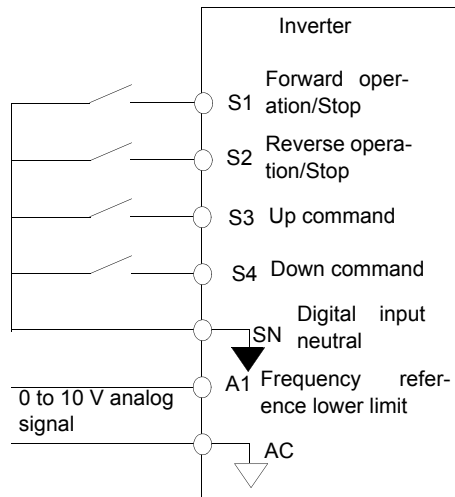 Inverter
S1 Forward oper-
ation/Stop
S2 Reverse opera-
tion/Stop
S3 Up command
S4 Down command
SN Digital input
neutral
A1 Frequency refer-
ence lower limit
0 to 10 V analog
signal
AC